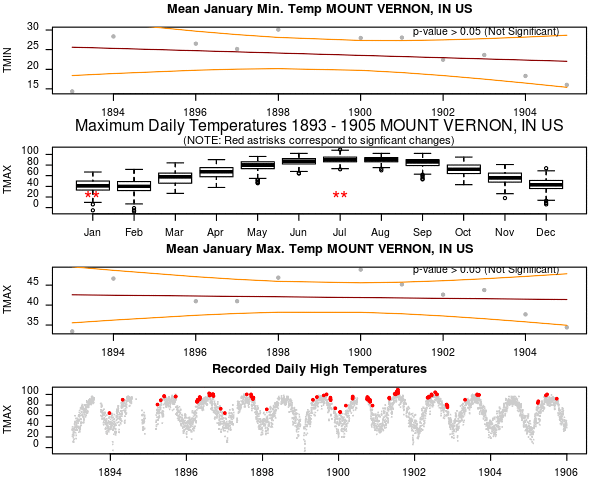 Mean January Min. Temp MOUNT VERNON, IN US
p-value > 0.05 (Not Significant)
TMIN
30
25
20
15
1894 1896 1898 1900 1902 1904
Maximum Daily Temperatures 1893 - 1905 MOUNT VERNON, IN US
(NOTE: Red astrisks correspond to signficant changes)
TMAX
100
80
60
40
20
0
** **
Jan Feb Mar Apr May Jun Jul Aug Sep Oct Nov Dec
Mean January Max. Temp MOUNT VERNON, IN US
p-value > 0.05 (Not Significant)
TMAX
45
40
35
1894 1896 1898 1900 1902 1904
Recorded Daily High Temperatures
TMAX
100
80
60
40
20
0
1894 1896 1898 1900 1902 1904 1906